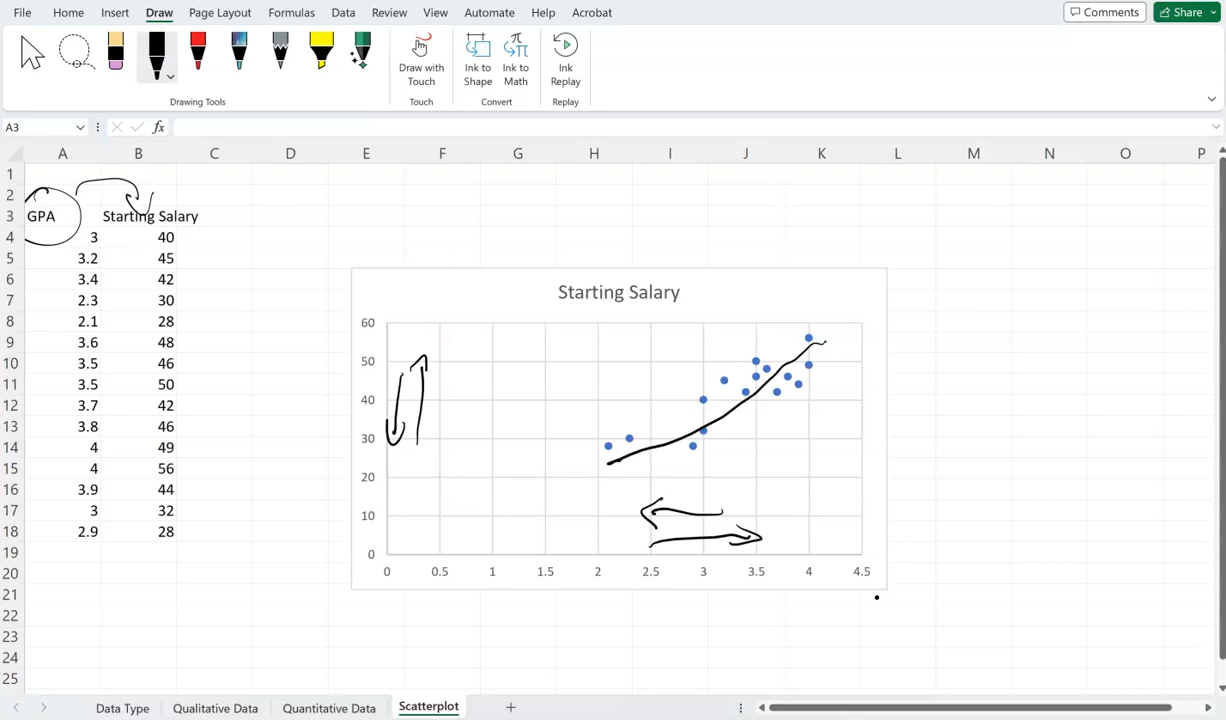 File Home Insert Draw Page Layout Formulas Data Review View Automate Help Acrobat Comments Share
Draw with Touch
Ink to Shape
Ink to Math
Ink Replay
Drawing Tools Touch Convert Replay
A3 fx
A B C D E F G H I J K L M N O P
1
2
3 GPA Starting Salary
4 3 40
5 3.2 45
6 3.4 42
7 2.3 30
8 2.1 28
9 3.6 48
10 3.5 46
11 3.5 50
12 3.7 42
13 3.8 46
14 4 49
15 4 56
16 3.9 44
17 3 32
18 2.9 28
19
20
21
22
23
24
25
Starting Salary
60
50
40
30
20
10
0
0 0.5 1 1.5 2 2.5 3 3.5 4 4.5
Data Type Qualitative Data Quantitative Data Scatterplot